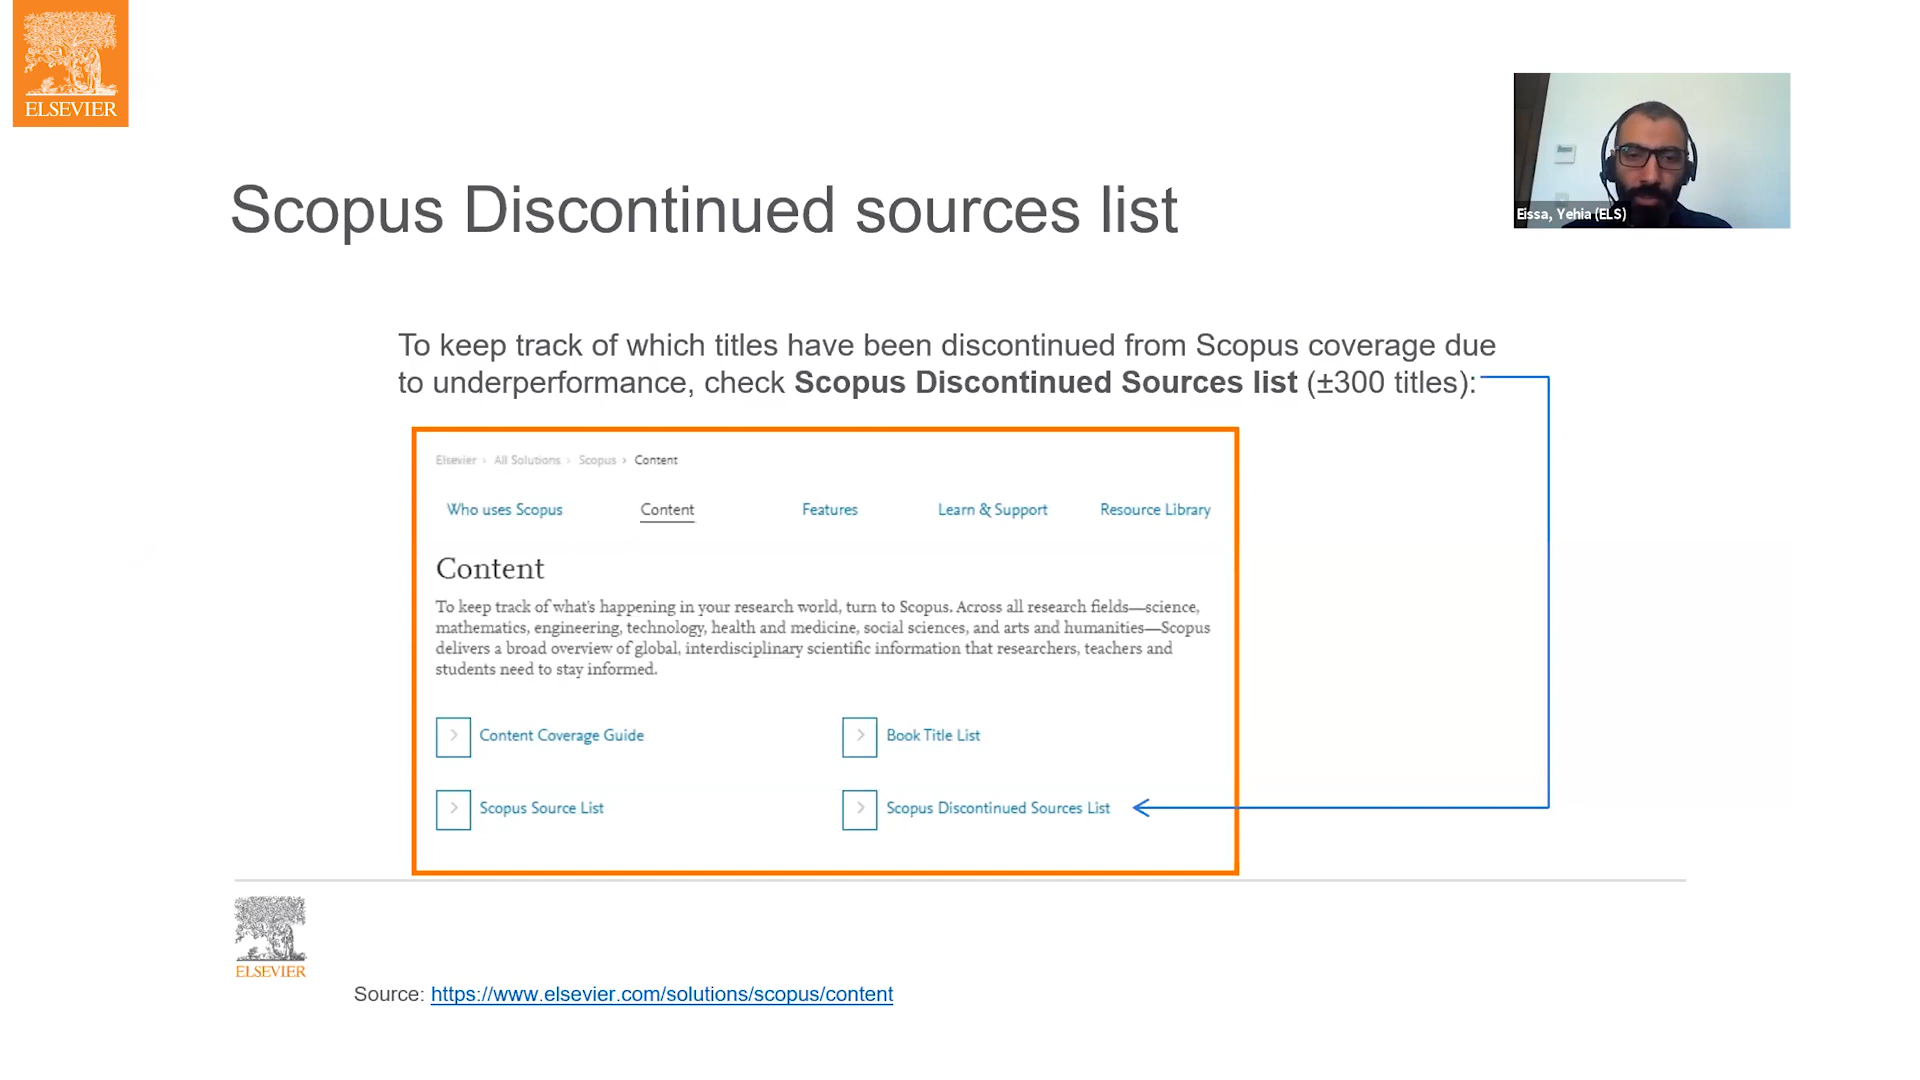 ELSEVIER
Eissa, Yehia (ELS)
Scopus Discontinued sources list
To keep track of which titles have been discontinued from Scopus coverage due
to underperformance, check Scopus Discontinued Sources list (±300 titles):
Elsevier › All Solutions › Scopus › Content
Who uses Scopus Content Features Learn & Support Resource Library
Content
To keep track of what's happening in your research world, turn to Scopus. Across all research fields—science,
mathematics, engineering, technology, health and medicine, social sciences, and arts and humanities—Scopus
delivers a broad overview of global, interdisciplinary scientific information that researchers, teachers and
students need to stay informed.
Content Coverage Guide Book Title List
Scopus Source List Scopus Discontinued Sources List
ELSEVIER
Source: https://www.elsevier.com/solutions/scopus/content